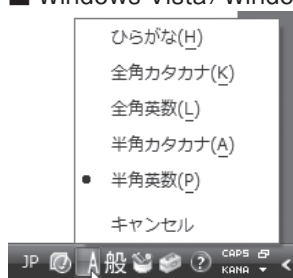 ■ Windows Vista/ Windo
ひらがな(H)
全角カタカナ(K)
全角英数(L)
半角カタカナ(A)
● 半角英数(P)
キャンセル
JP A 般 ? CAPS KANA